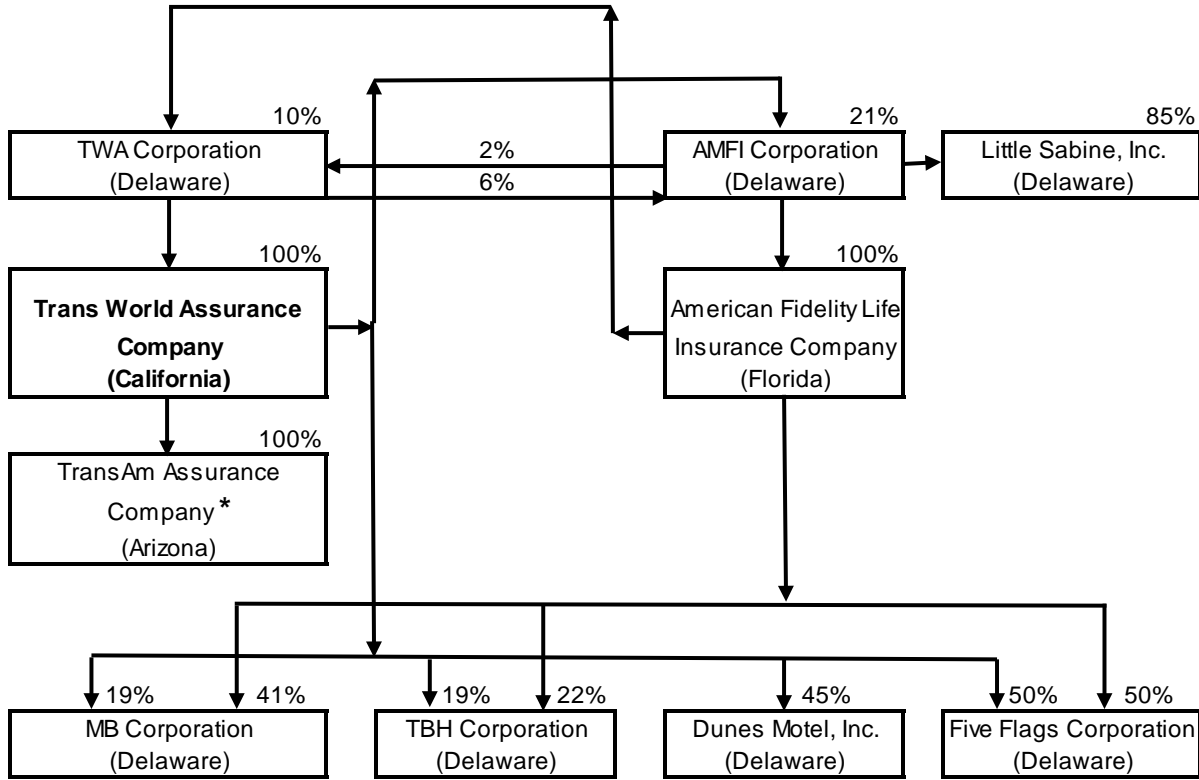 10%
21%
85%
TWA Corporation
(Delaware)
2%
6%
AMFI Corporation
(Delaware)
Little Sabine, Inc.
(Delaware)
100%
100%
Trans World Assurance
Company
(California)
American Fidelity Life
Insurance Company
(Florida)
100%
TransAm Assurance
Company *
(Arizona)
19%
41%
19%
22%
45%
50%
50%
MB Corporation
(Delaware)
TBH Corporation
(Delaware)
Dunes Motel, Inc.
(Delaware)
Five Flags Corporation
(Delaware)